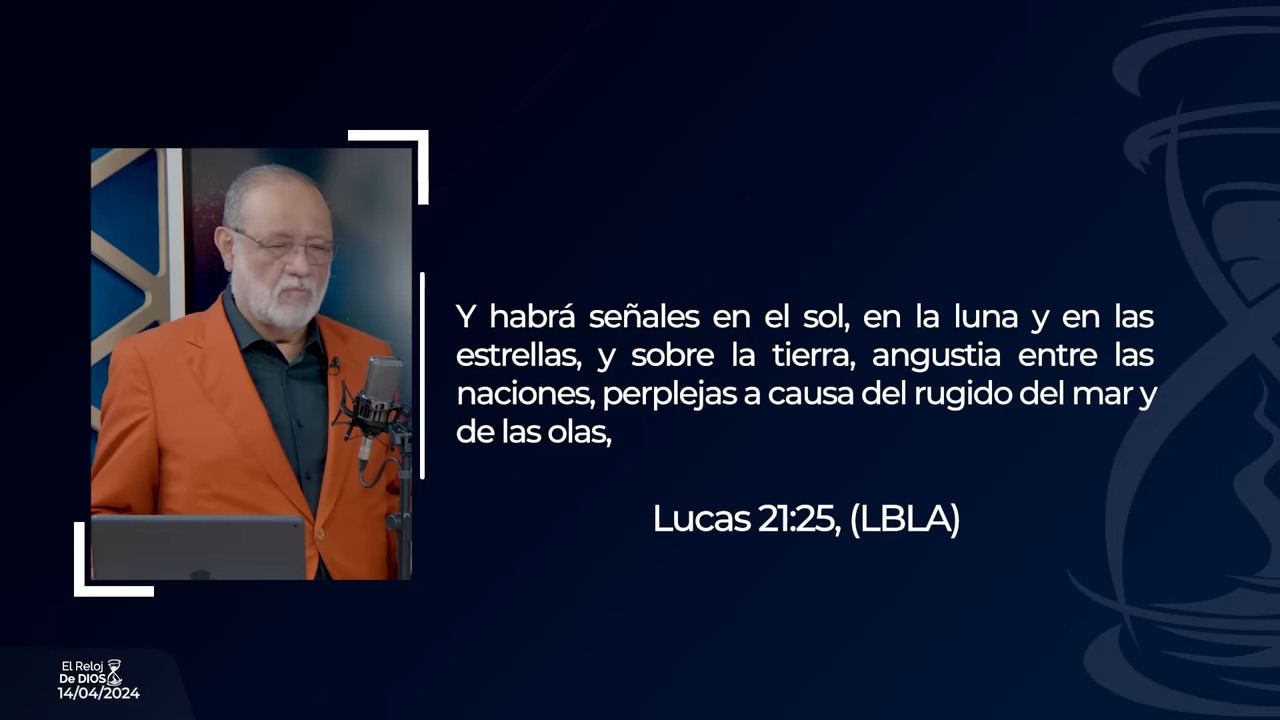 Y habrá señales en el sol, en la luna y en las
estrellas, y sobre la tierra, angustia entre las
naciones, perplejas a causa del rugido del mar y
de las olas,
Lucas 21:25, (LBLA)
El Reloj
De DIOS
14/04/2024